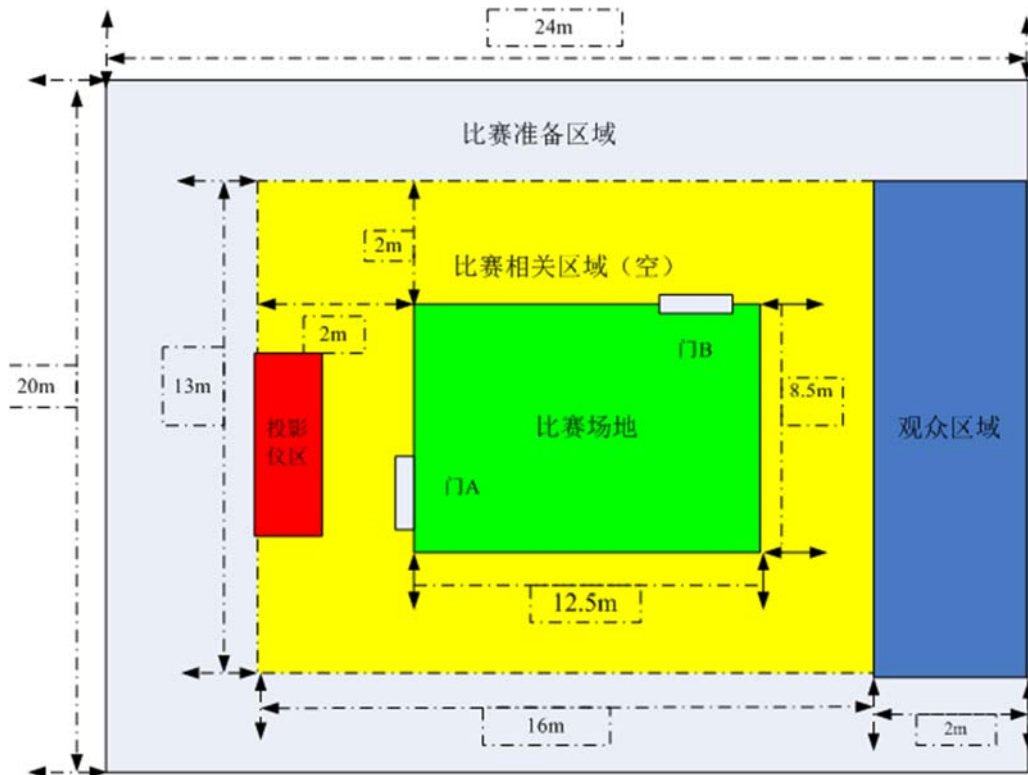 24m
比赛准备区域
2m
比赛相关区域（空）
2m
门B
20m
13m
8.5m
投影
仪区
比赛场地
观众区域
门A
12.5m
16m
2m